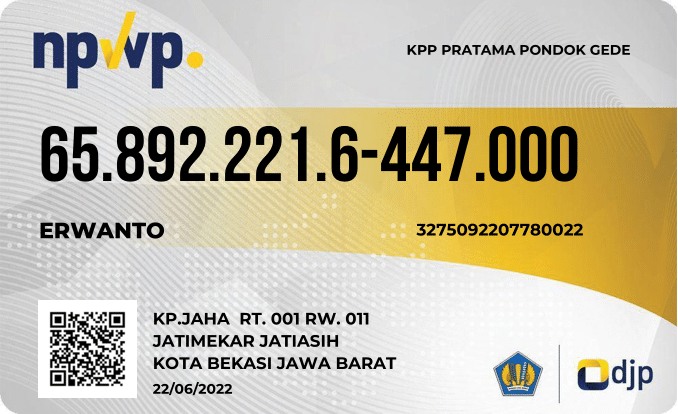 npwp.
KPP PRATAMA PONDOK GEDE
65.892.221.6-447.000
ERWANTO
3275092207780022
KP.JAHA RT. 001 RW. 011
JATIMEKAR JATIASIH
KOTA BEKASI JAWA BARAT
22/06/2022
djp